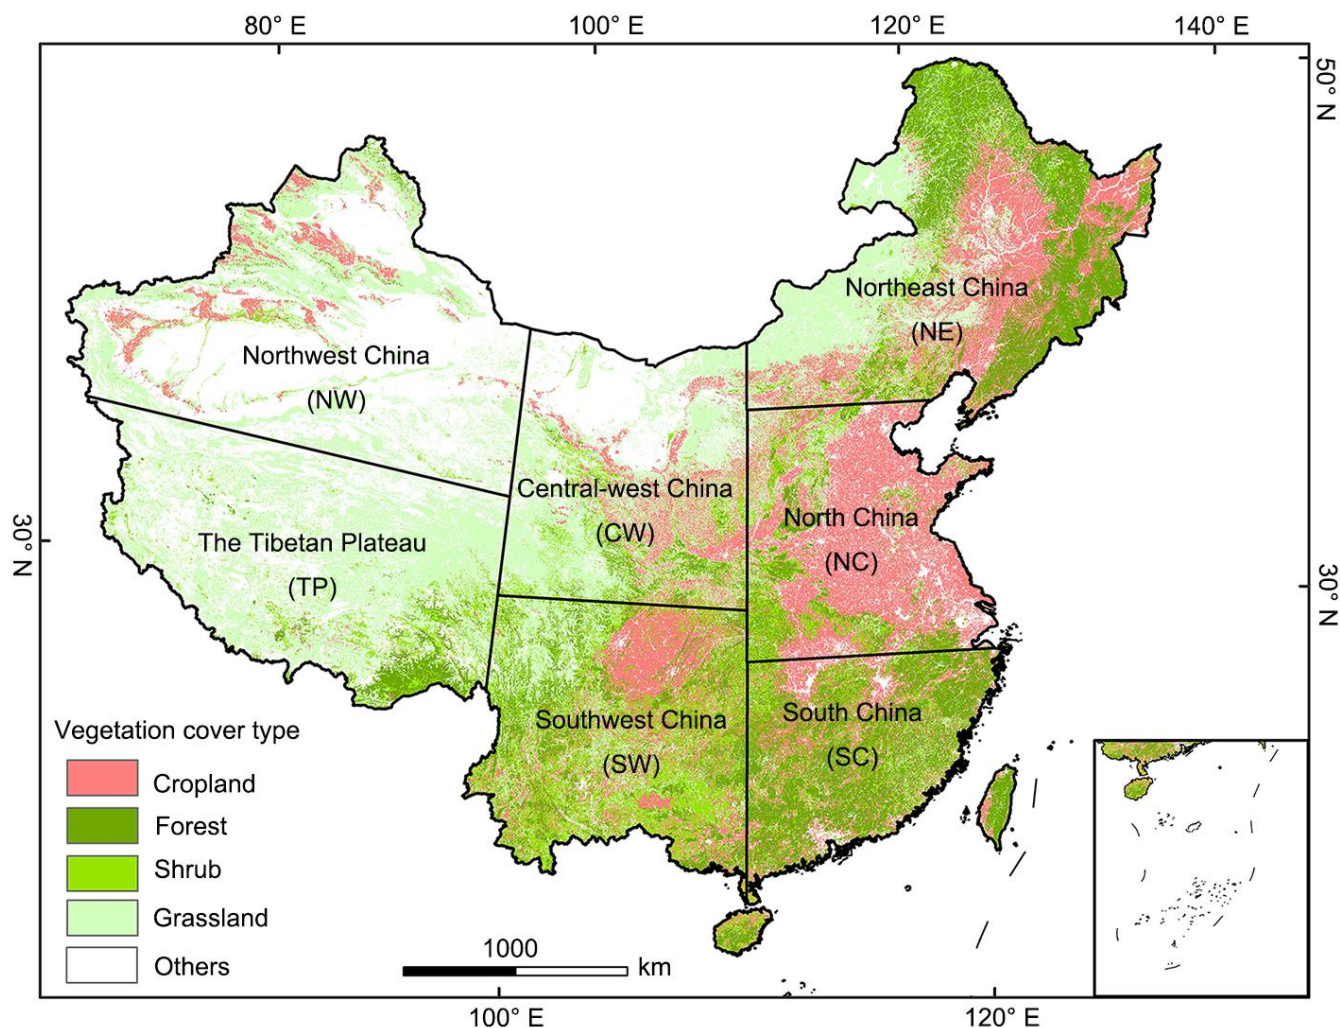 80° E
100° E
120° E
140° E
50° N
30° N
30° N
100° E
120° E
Northeast China
(NE)
Northwest China
(NW)
Central-west China
(CW)
North China
(NC)
The Tibetan Plateau
(TP)
Southwest China
(SW)
South China
(SC)
Vegetation cover type
Cropland
Forest
Shrub
Grassland
Others
1000
km